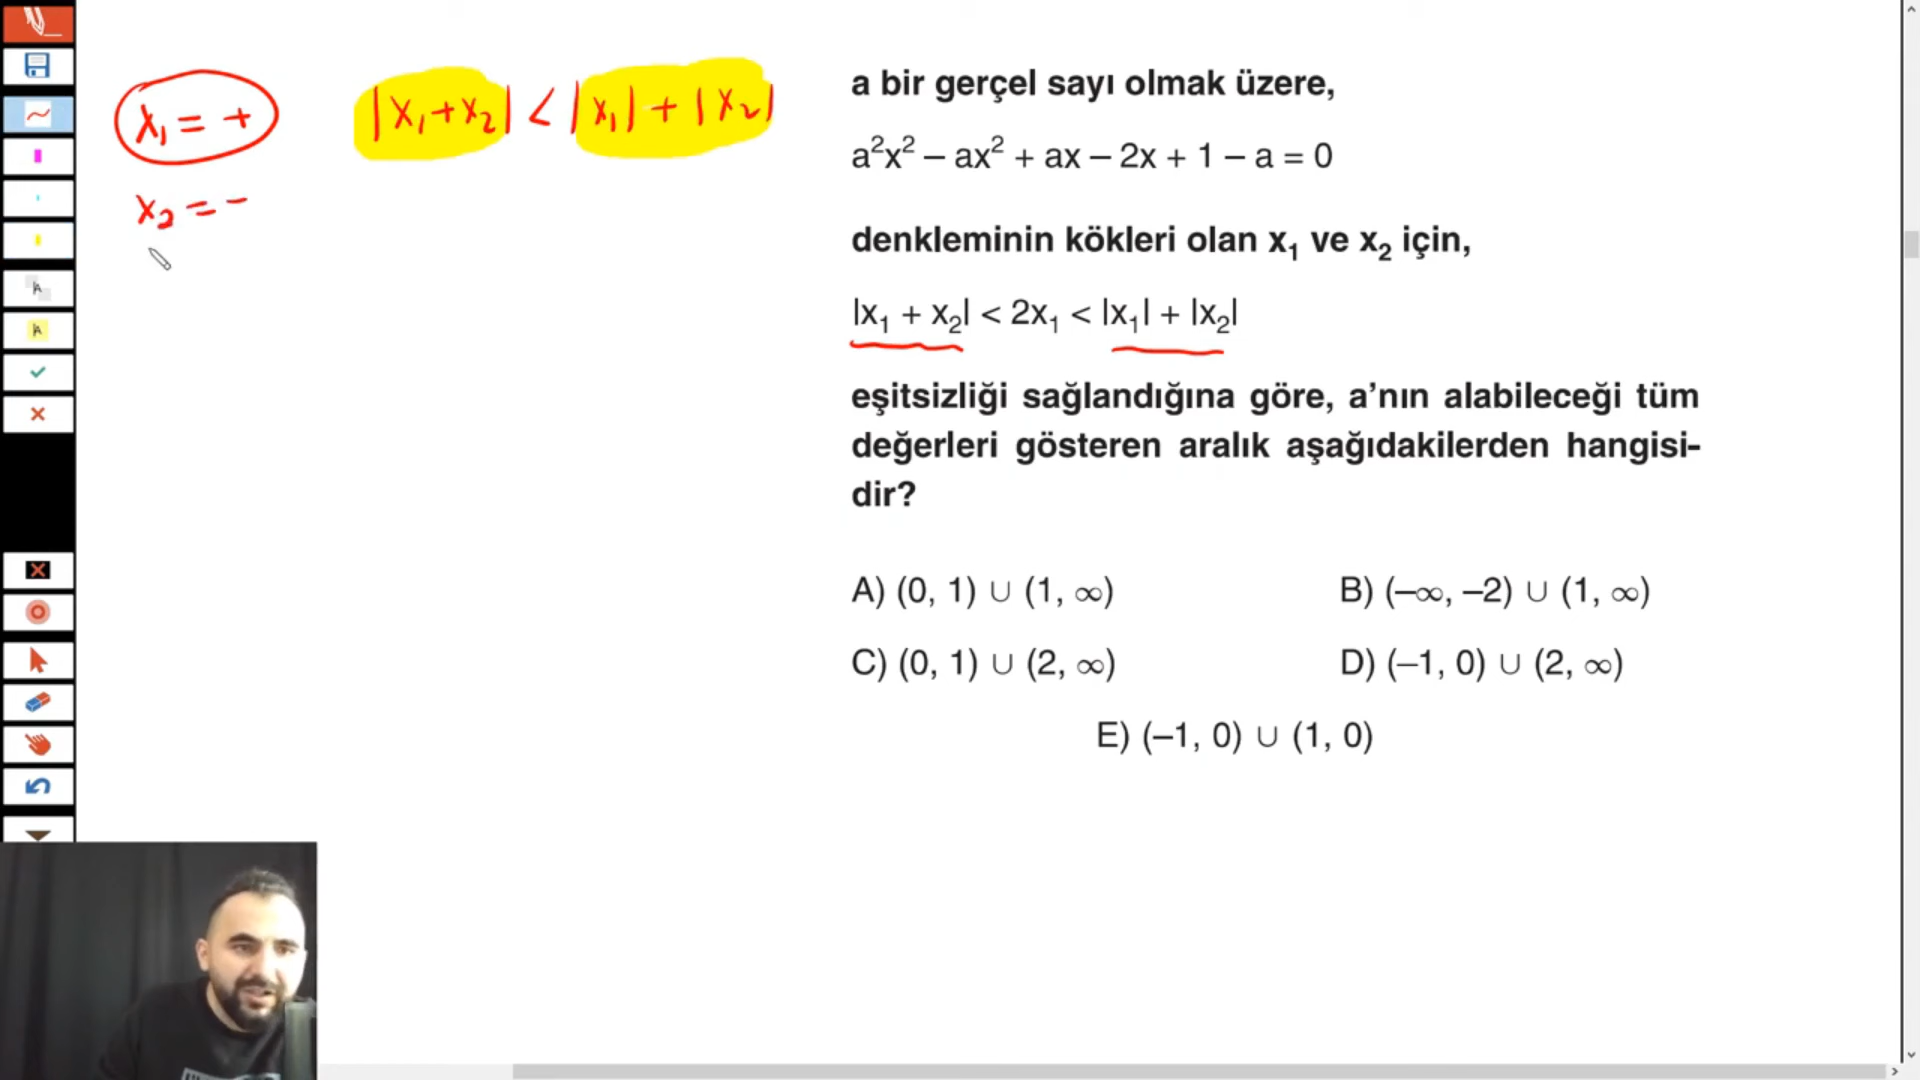 x₁ = +
x₂ = -
|x₁+x₂| < |x₁| + |x₂|
a bir gerçel sayı olmak üzere,
a²x² – ax² + ax – 2x + 1 – a = 0
denkleminin kökleri olan x₁ ve x₂ için,
|x₁ + x₂| < 2x₁ < |x₁| + |x₂|
eşitsizliği sağlandığına göre, a’nın alabileceği tüm
değerleri gösteren aralık aşağıdakilerden hangisi-
dir?
A) (0, 1) ∪ (1, ∞) B) (–∞, –2) ∪ (1, ∞)
C) (0, 1) ∪ (2, ∞) D) (–1, 0) ∪ (2, ∞)
E) (–1, 0) ∪ (1, 0)